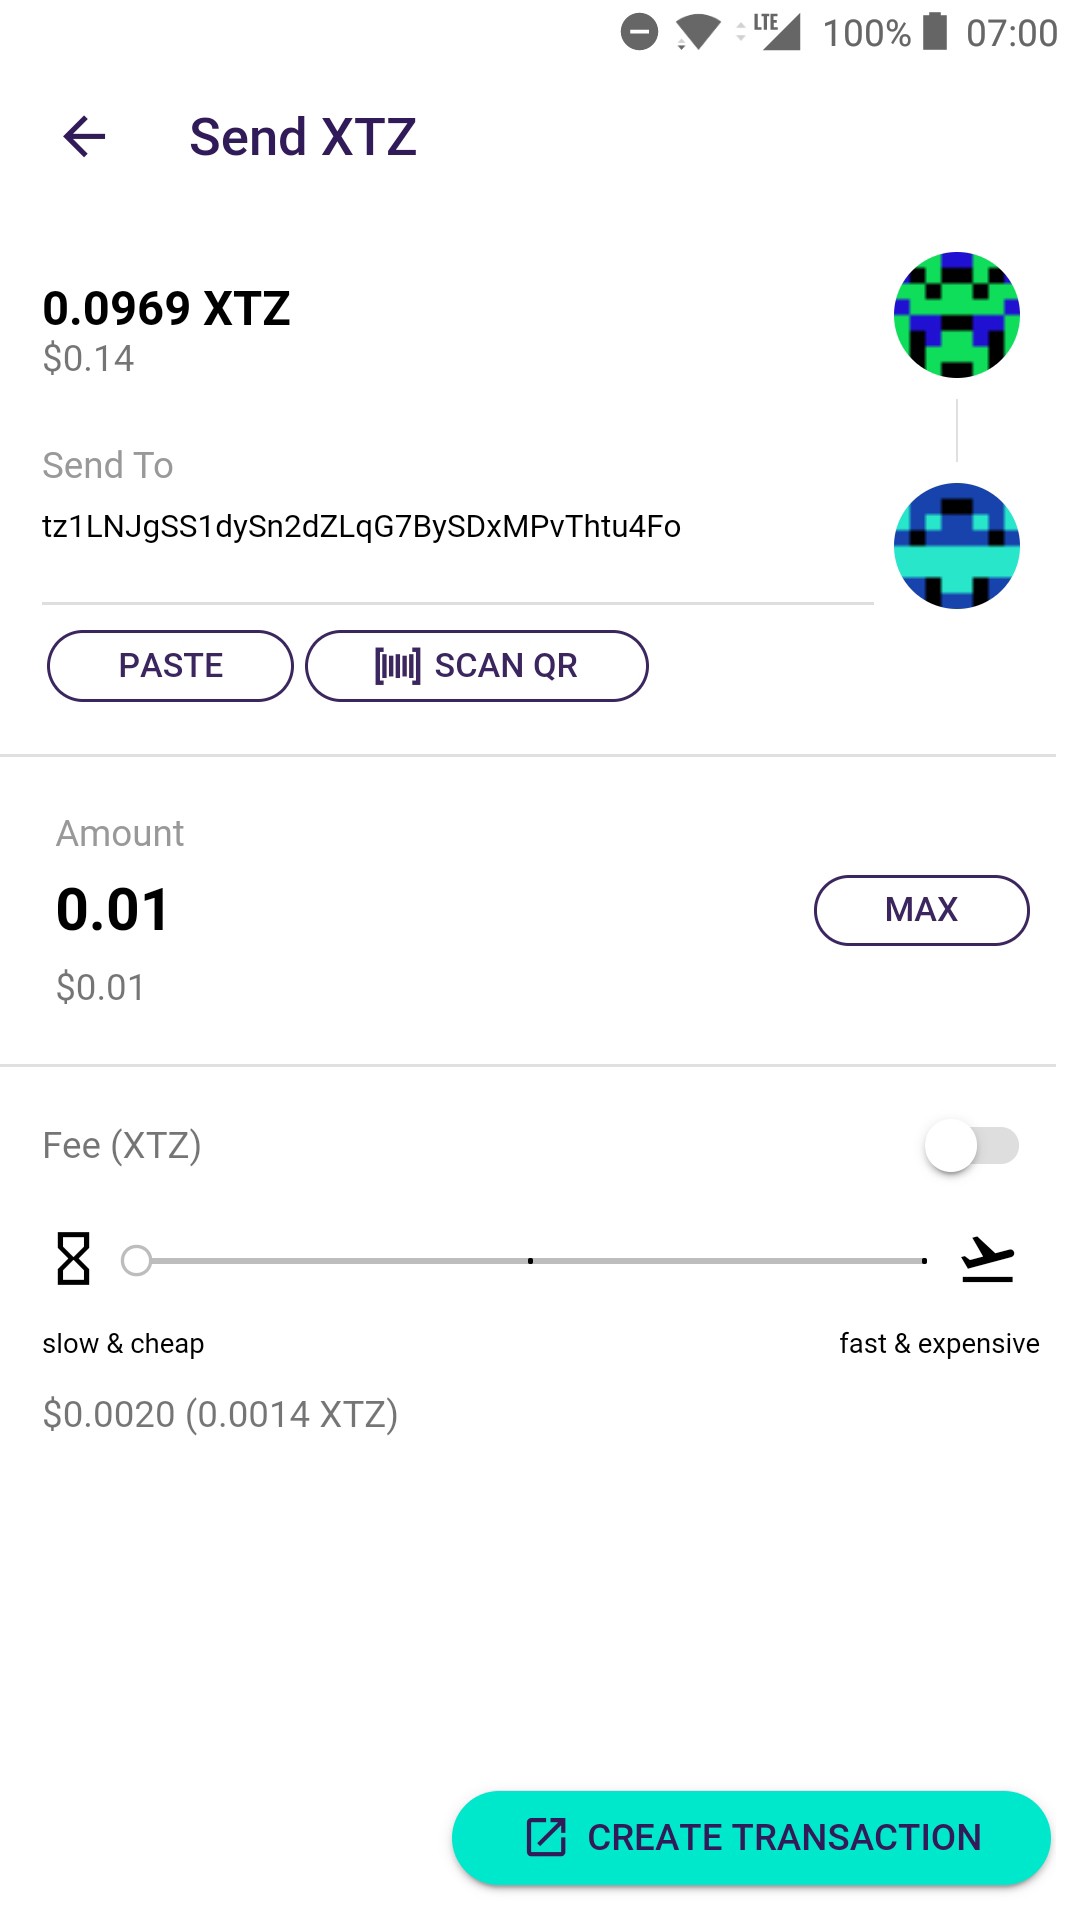 LTE 100% 07:00
Send XTZ
0.0969 XTZ
$0.14
Send To
tz1LNJgSS1dySn2dZLqG7BySDxMPvThtu4Fo
PASTE SCAN QR
Amount
0.01
MAX
$0.01
Fee (XTZ)
slow & cheap fast & expensive
$0.0020 (0.0014 XTZ)
CREATE TRANSACTION